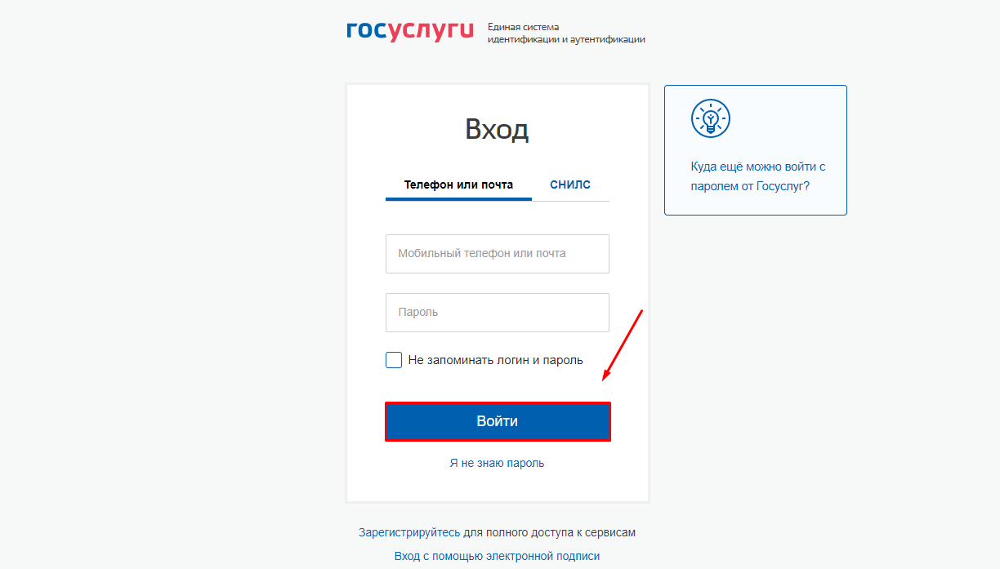 госуслуги
Единая система
идентификации и аутентификации
Вход
Телефон или почта
СНИЛС
Мобильный телефон или почта
Пароль
Не запоминать логин и пароль
Войти
Я не знаю пароль
Куда ещё можно войти с
паролем от Госуслуг?
Зарегистрируйтесь для полного доступа к сервисам
Вход с помощью электронной подписи